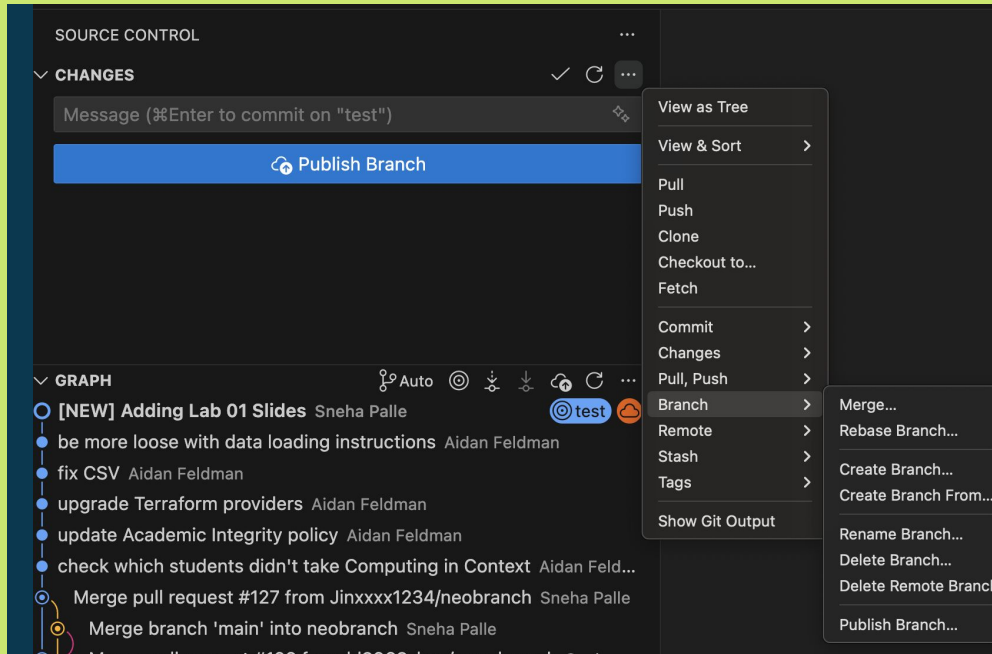 SOURCE CONTROL
CHANGES
Message (⌘Enter to commit on "test")
Publish Branch
View as Tree
View & Sort
Pull
Push
Clone
Checkout to...
Fetch
Commit
Changes
Pull, Push
Branch
Remote
Stash
Tags
Show Git Output
Merge...
Rebase Branch...
Create Branch...
Create Branch From...
Rename Branch...
Delete Branch...
Delete Remote Branch
Publish Branch...
GRAPH Auto
[NEW] Adding Lab 01 Slides Sneha Palle test
be more loose with data loading instructions Aidan Feldman
fix CSV Aidan Feldman
upgrade Terraform providers Aidan Feldman
update Academic Integrity policy Aidan Feldman
check which students didn't take Computing in Context Aidan Feld...
Merge pull request #127 from Jinxxxx1234/neobranch Sneha Palle
Merge branch 'main' into neobranch Sneha Palle